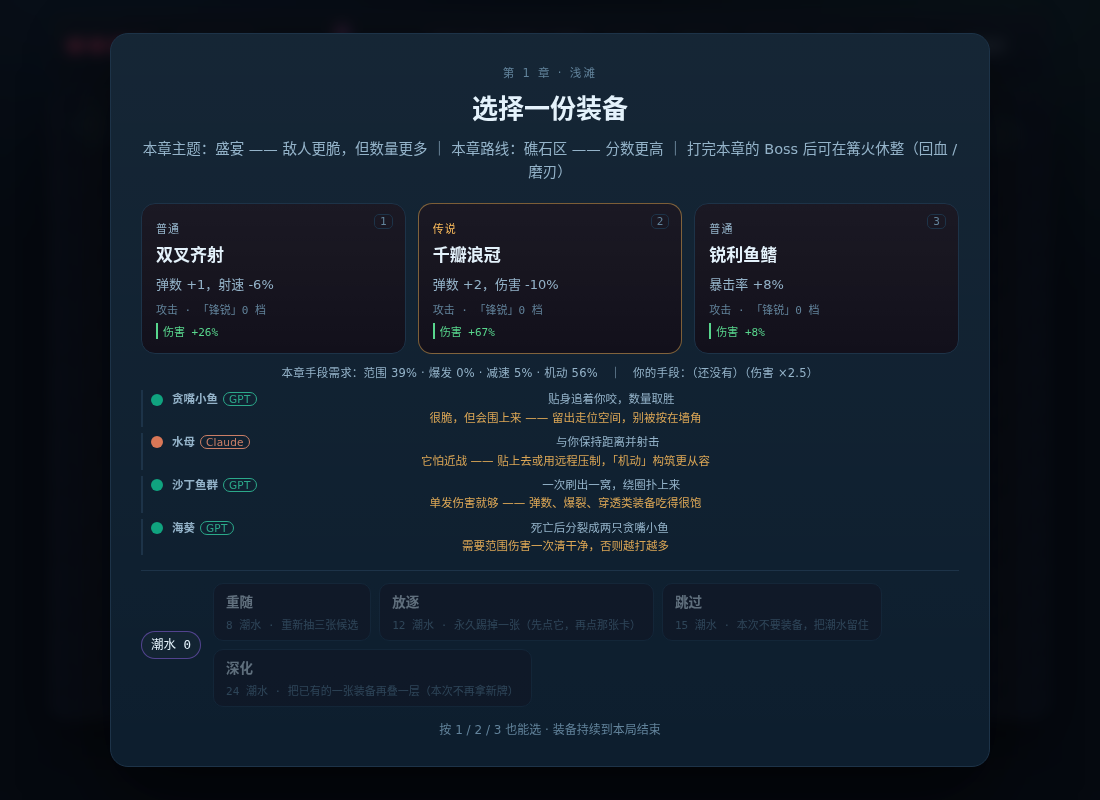 第 1 章 · 浅滩
选择一份装备
本章主题：盛宴 —— 敌人更脆，但数量更多 ｜ 本章路线：礁石区 —— 分数更高 ｜ 打完本章的 Boss 后可在篝火休整（回血 /
磨刃）
1
普通
双叉齐射
弹数 +1，射速 -6%
攻击 · 「锋锐」0 档
伤害 +26%
2
传说
千瓣浪冠
弹数 +2，伤害 -10%
攻击 · 「锋锐」0 档
伤害 +67%
3
普通
锐利鱼鳍
暴击率 +8%
攻击 · 「锋锐」0 档
伤害 +8%
本章手段需求：范围 39% · 爆发 0% · 减速 5% · 机动 56% ｜ 你的手段：（还没有）（伤害 ×2.5）
贪嘴小鱼 GPT
贴身追着你咬，数量取胜
很脆，但会围上来 —— 留出走位空间，别被按在墙角
水母 Claude
与你保持距离并射击
它怕近战 —— 贴上去或用远程压制，「机动」构筑更从容
沙丁鱼群 GPT
一次刷出一窝，绕圈扑上来
单发伤害就够 —— 弹数、爆裂、穿透类装备吃得很饱
海葵 GPT
死亡后分裂成两只贪嘴小鱼
需要范围伤害一次清干净，否则越打越多
潮水 0
重随
8 潮水 · 重新抽三张候选
放逐
12 潮水 · 永久踢掉一张（先点它，再点那张卡）
跳过
15 潮水 · 本次不要装备，把潮水留住
深化
24 潮水 · 把已有的一张装备再叠一层（本次不再拿新牌）
按 1 / 2 / 3 也能选 · 装备持续到本局结束